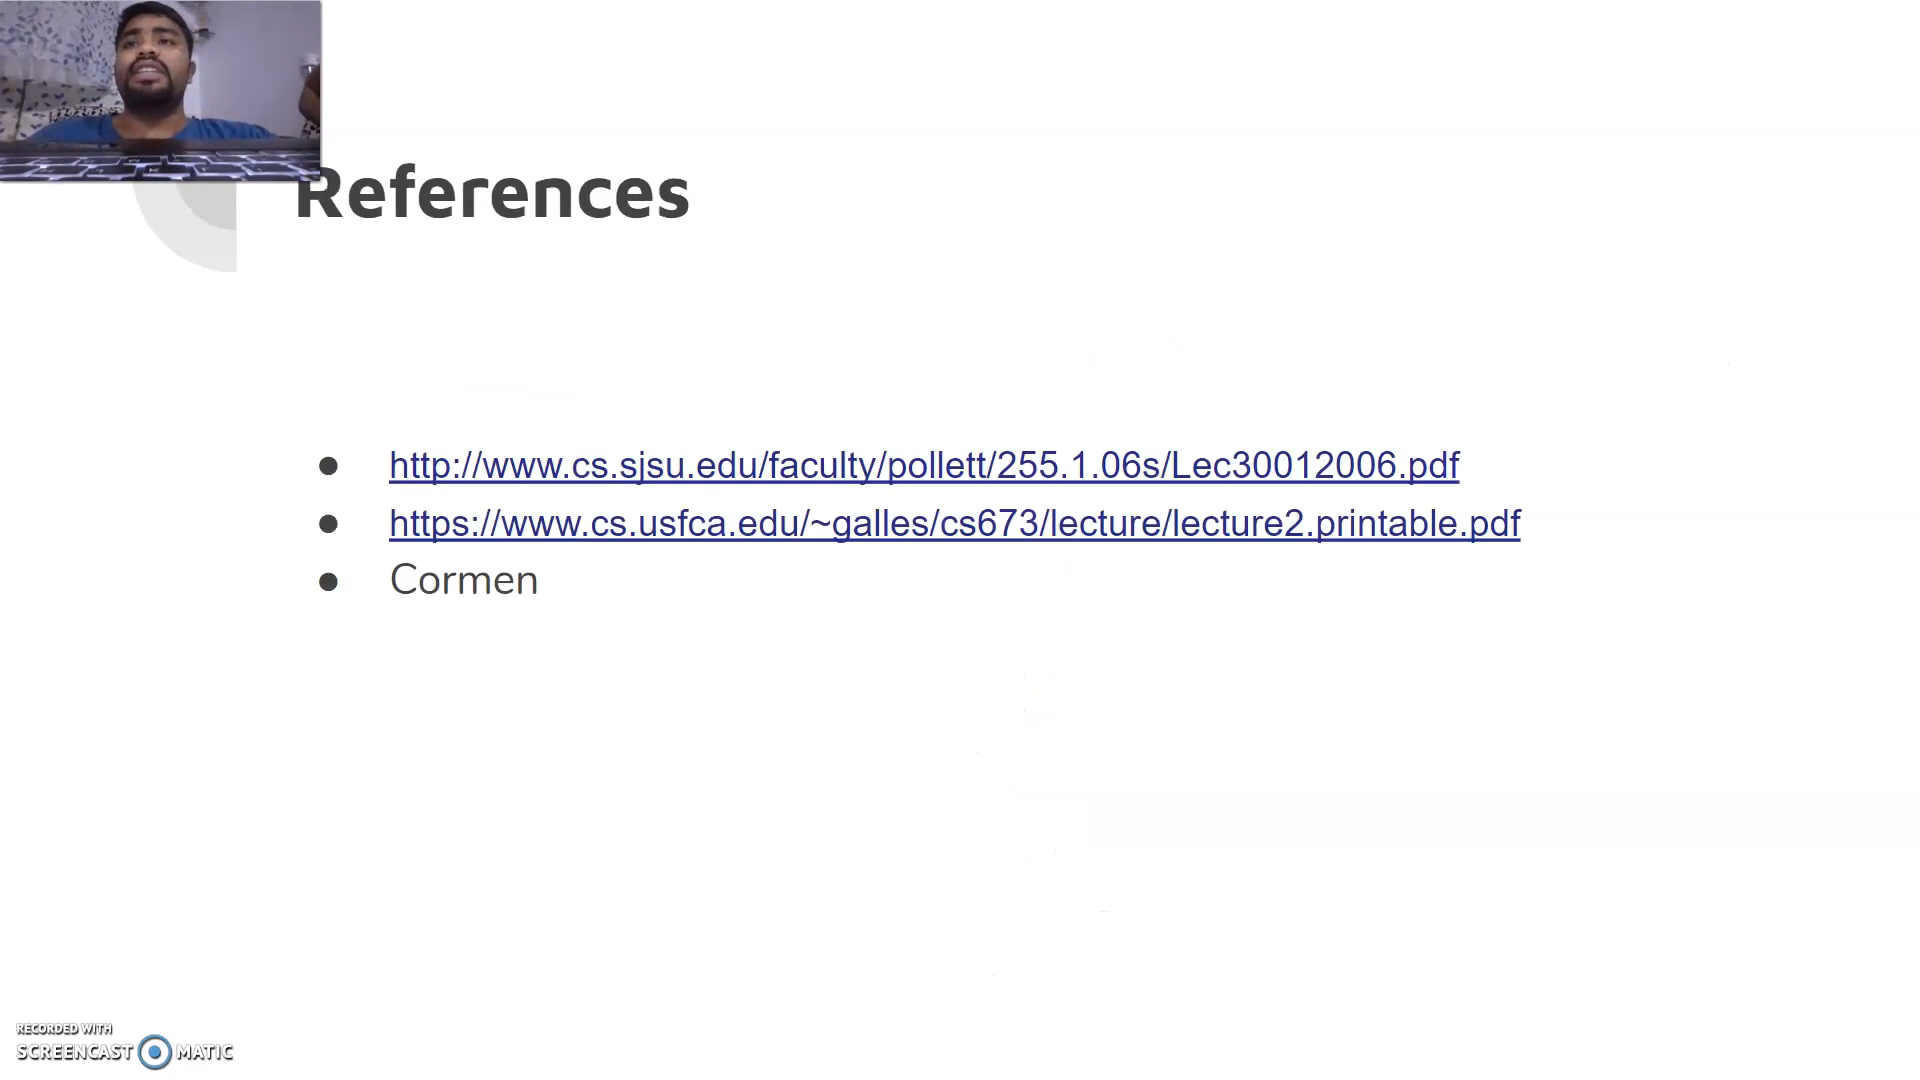 References
http://www.cs.sjsu.edu/faculty/pollett/255.1.06s/Lec30012006.pdf
https://www.cs.usfca.edu/~galles/cs673/lecture/lecture2.printable.pdf
Cormen
RECORDED WITH
SCREENCAST MATIC